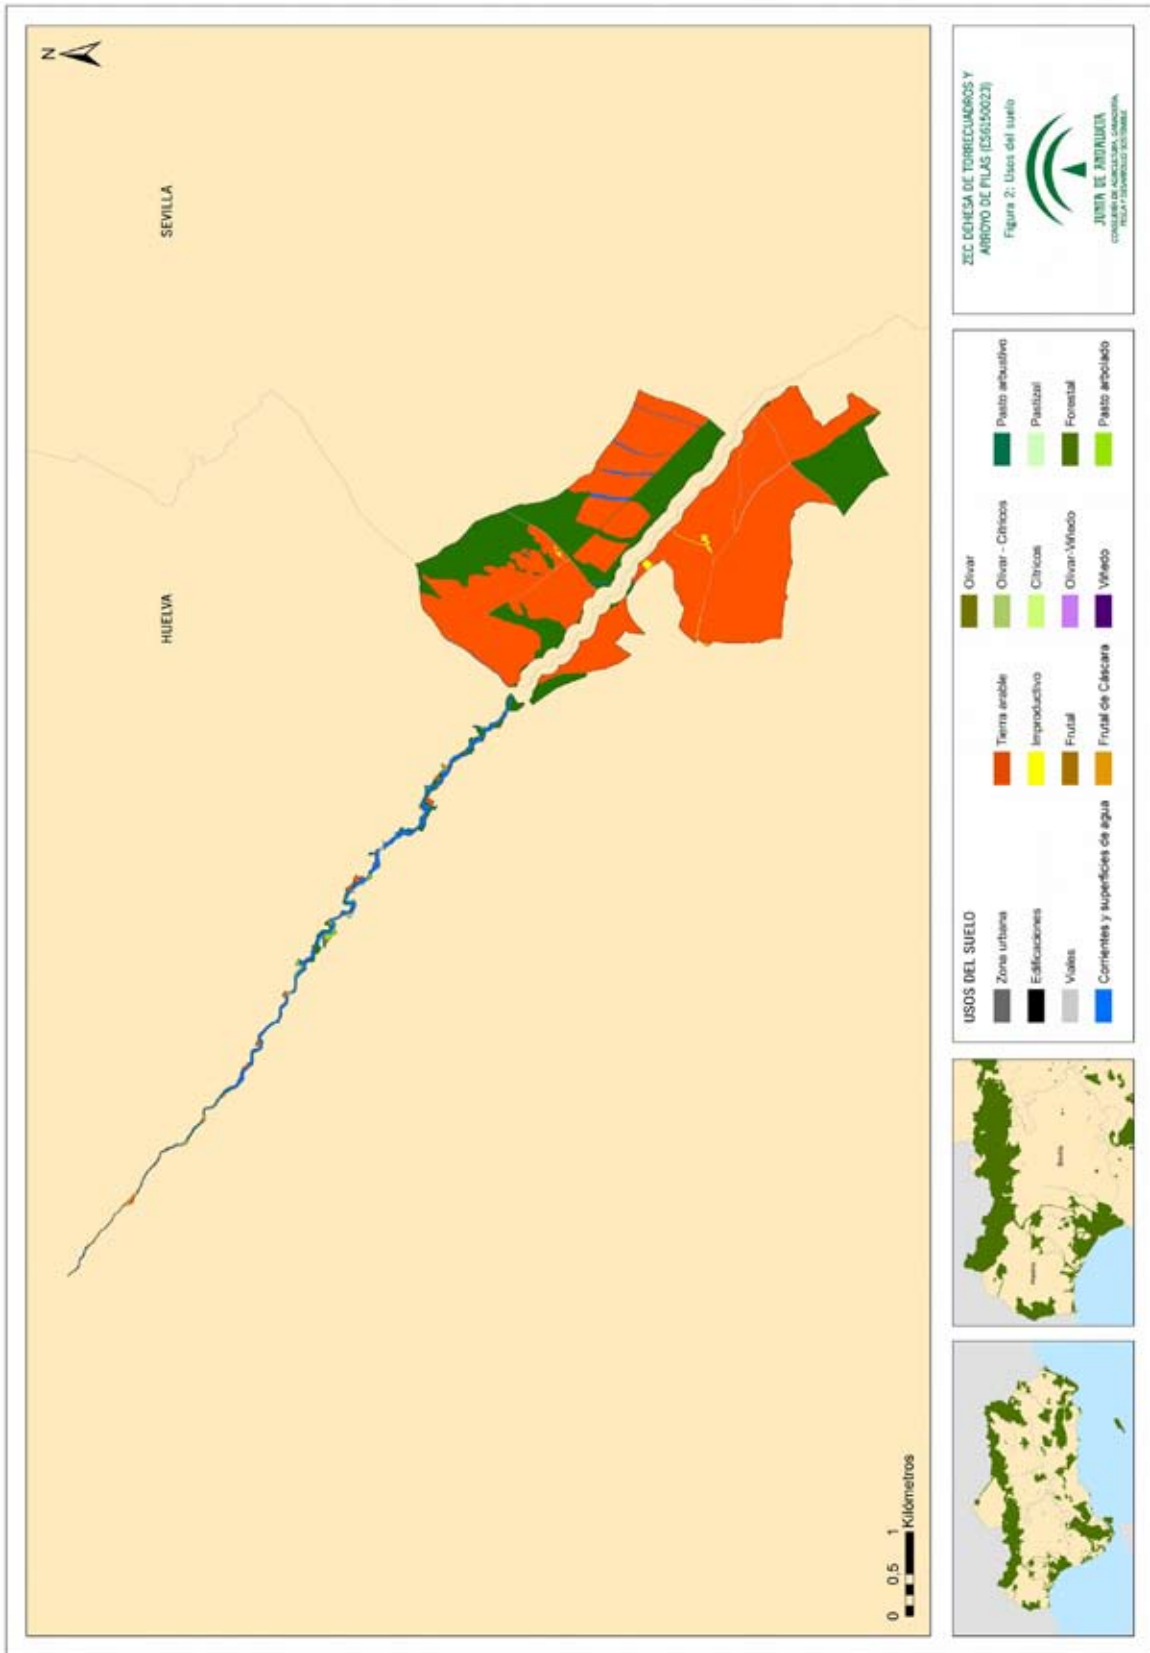 N
SEVILLA
HUELVA
0 0,5 1
Kilómetros
USOS DEL SUELO
Zona urbana
Edificaciones
Viales
Corrientes y superficies de agua
Tierra arable
Improductivo
Frutal
Frutal de Cáscara
Olivar
Olivar - Cítricos
Cítricos
Olivar-Viñedo
Viñedo
Pasto arbustivo
Pastizal
Forestal
Pasto arbolado
ZEC DEHESA DE TORRECUADROS Y
ARROYO DE PILAS (ES6150023)
Figura 2: Usos del suelo
JUNTA DE ANDALUCIA
CONSEJERÍA DE AGRICULTURA, GANADERÍA,
PESCA Y DESARROLLO SOSTENIBLE